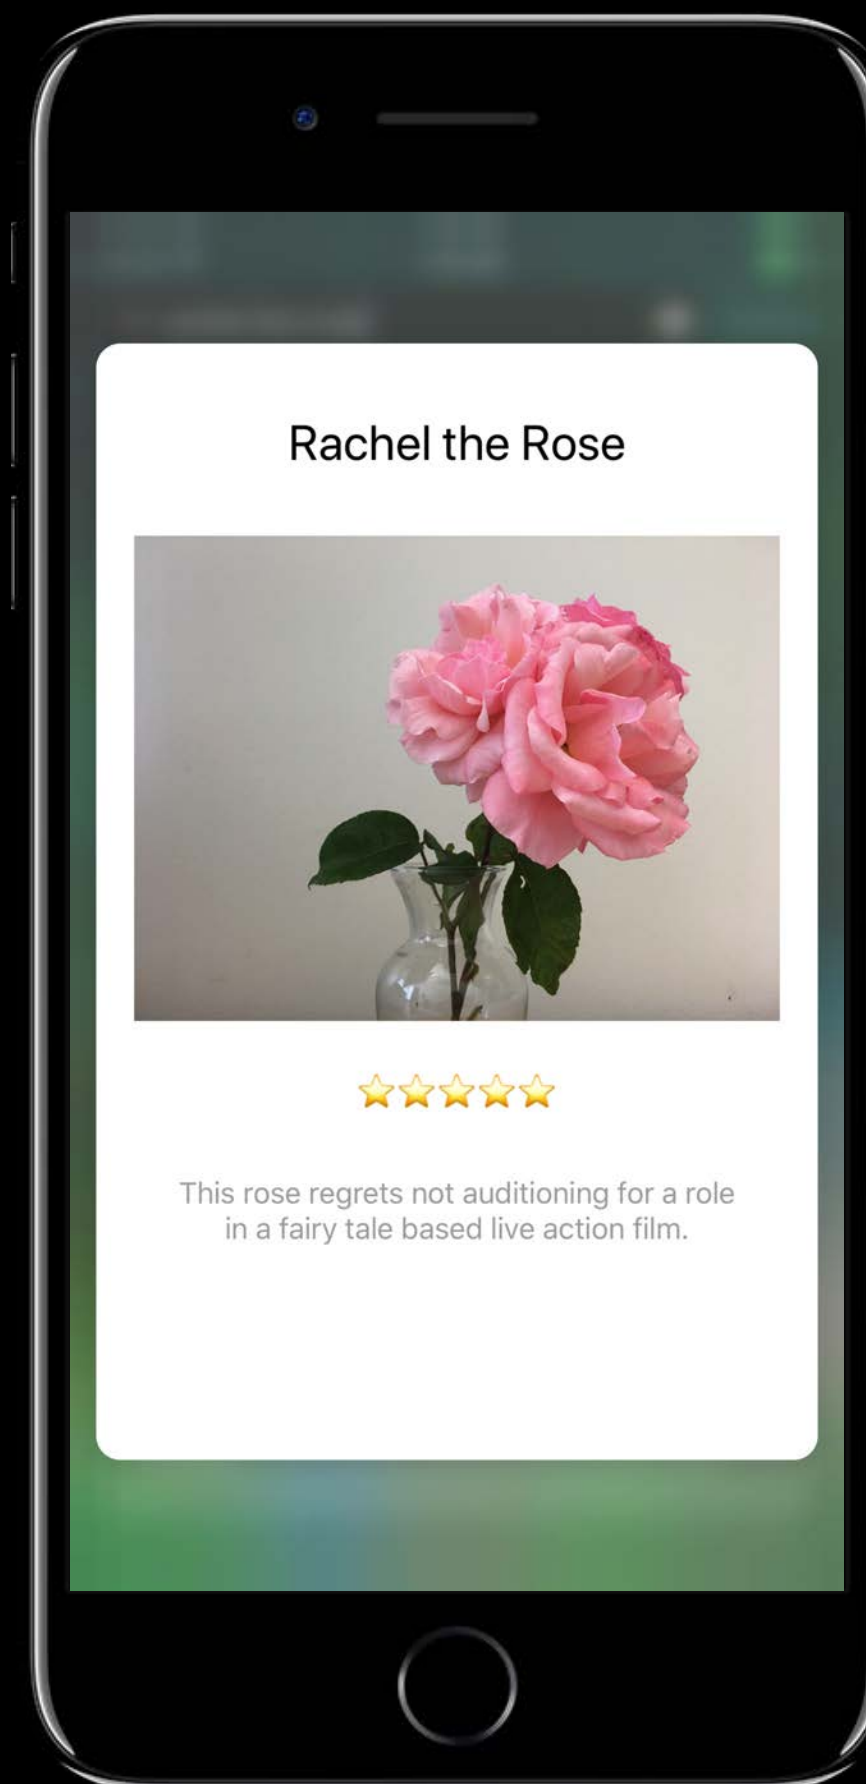 Rachel the Rose
⭐⭐⭐⭐⭐
This rose regrets not auditioning for a role
in a fairy tale based live action film.